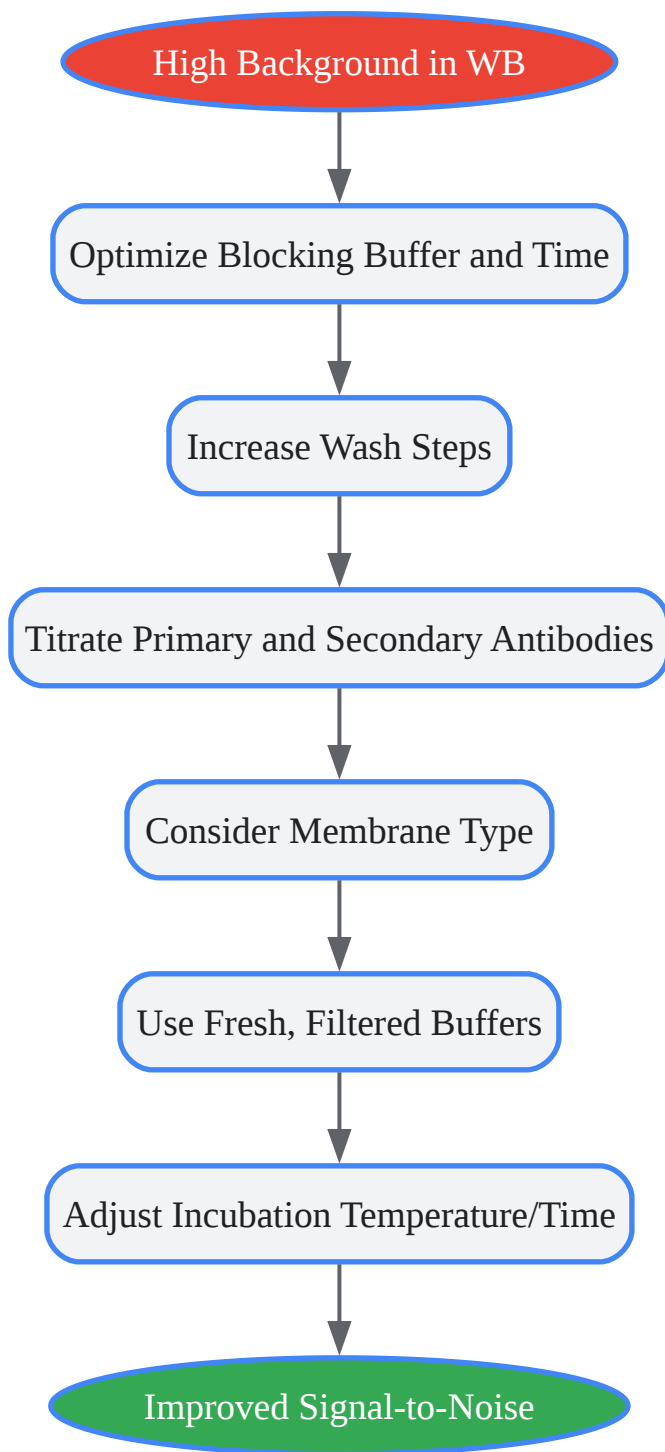 High Background in WB
Optimize Blocking Buffer and Time
Increase Wash Steps
Titrate Primary and Secondary Antibodies
Consider Membrane Type
Use Fresh, Filtered Buffers
Adjust Incubation Temperature/Time
Improved Signal-to-Noise